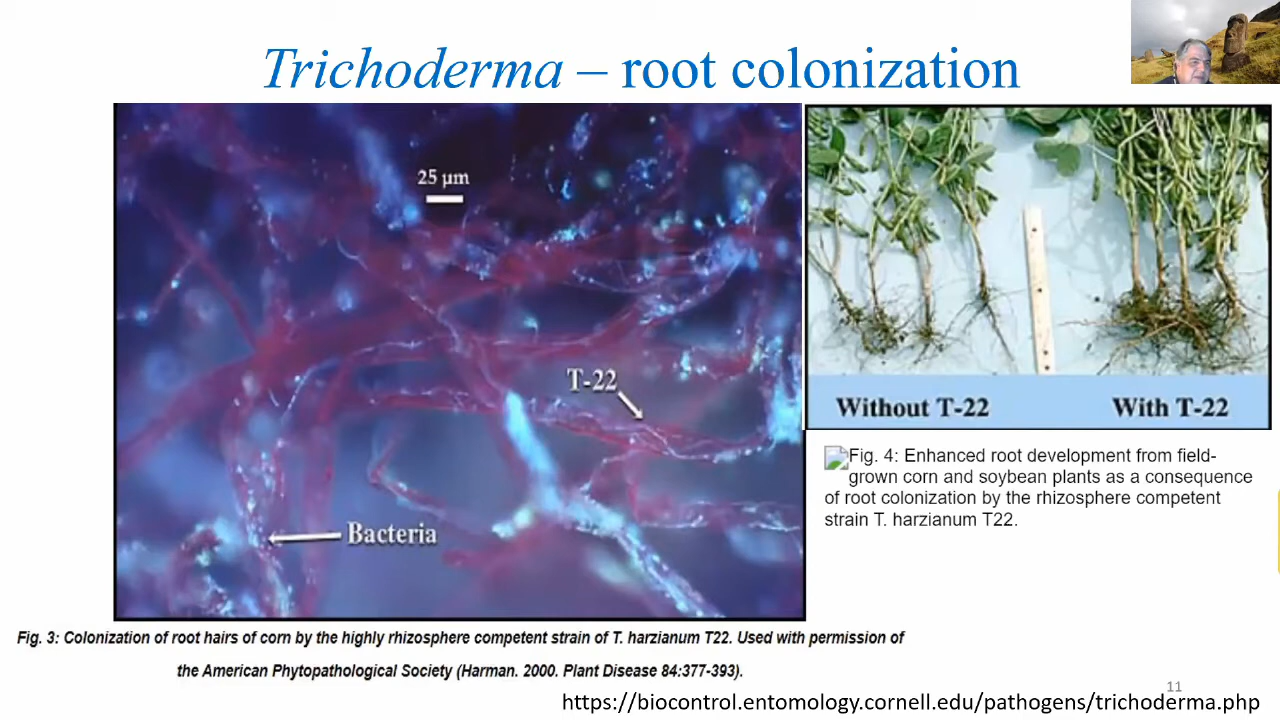 Trichoderma – root colonization
25 µm
T-22
Bacteria
Without T-22
With T-22
Fig. 4: Enhanced root development from field-
grown corn and soybean plants as a consequence
of root colonization by the rhizosphere competent
strain T. harzianum T22.
Fig. 3: Colonization of root hairs of corn by the highly rhizosphere competent strain of T. harzianum T22. Used with permission of
the American Phytopathological Society (Harman. 2000. Plant Disease 84:377-393).
11
https://biocontrol.entomology.cornell.edu/pathogens/trichoderma.php